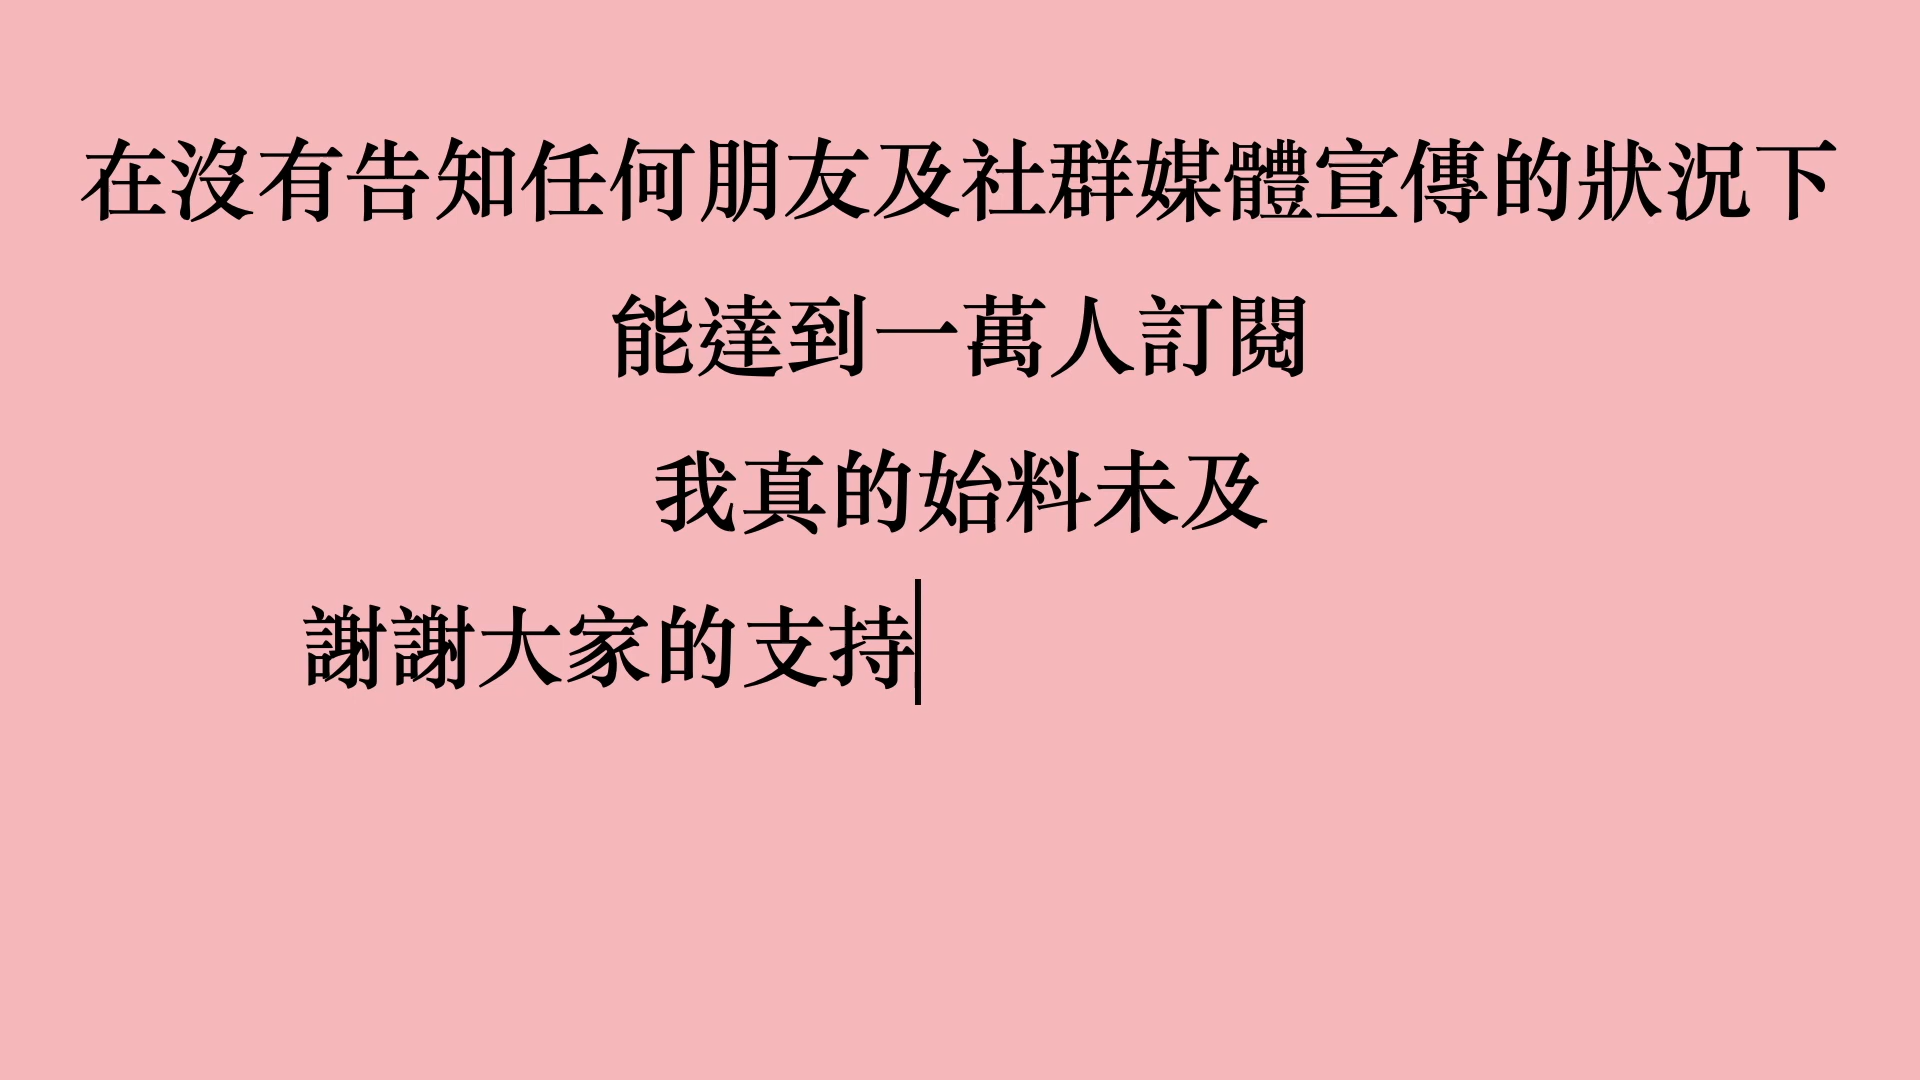 在沒有告知任何朋友及社群媒體宣傳的狀況下
能達到一萬人訂閱
我真的始料未及
謝謝大家的支持